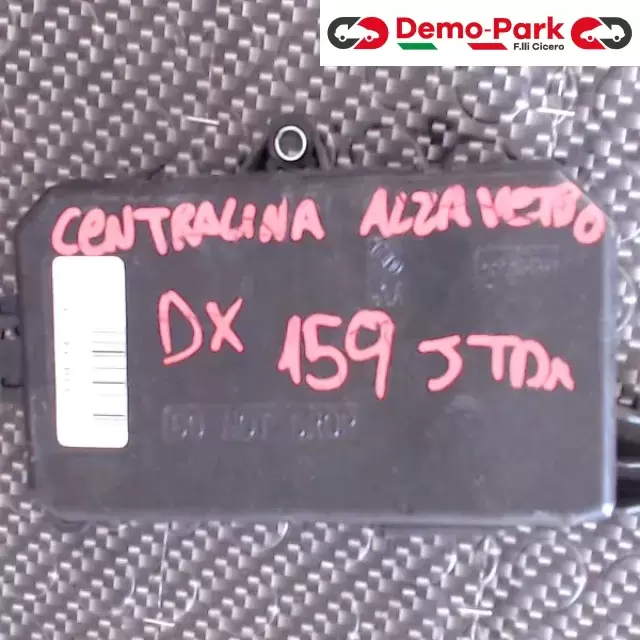 Demo-Park
F.lli Cicero
CENTRALINA ALZAVETRO
DX 159 JTDm
DO NOT DROP